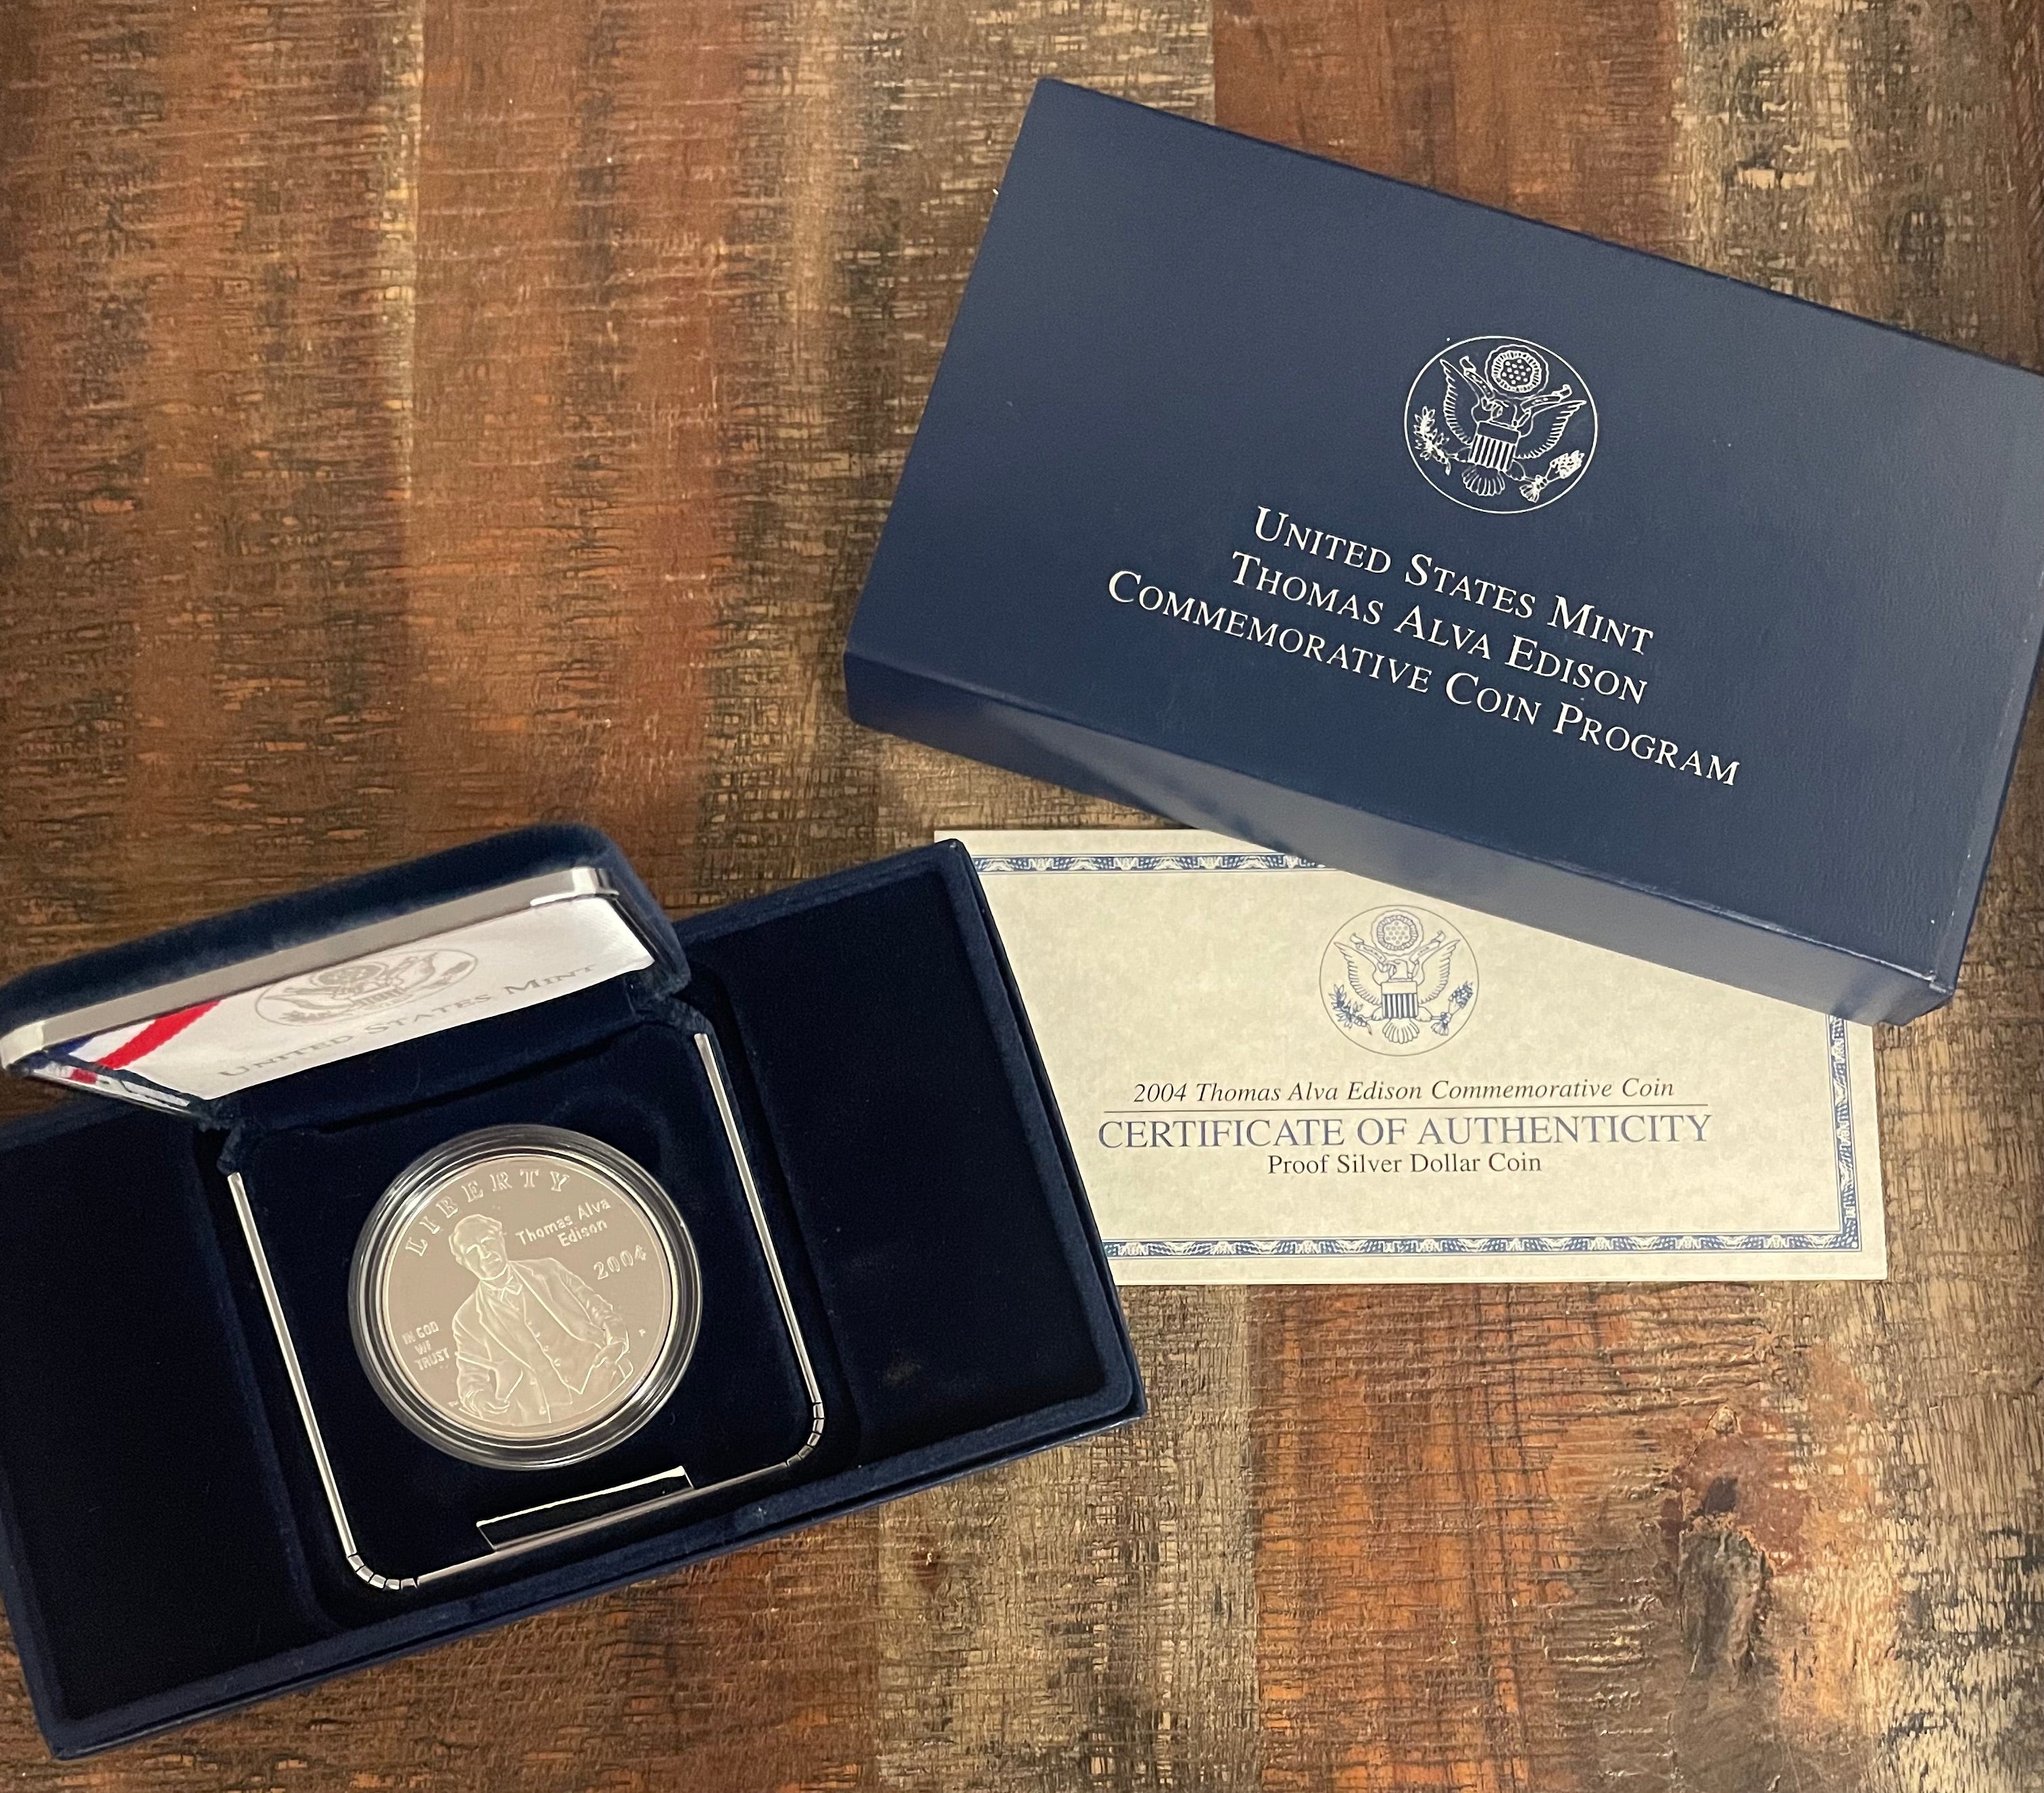 UNITED STATES MINT
THOMAS ALVA EDISON
COMMEMORATIVE COIN PROGRAM
UNITED STATES MINT
2004 Thomas Alva Edison Commemorative Coin
CERTIFICATE OF AUTHENTICITY
Proof Silver Dollar Coin
LIBERTY
Thomas Alva
Edison
2004
IN GOD
WE
TRUST